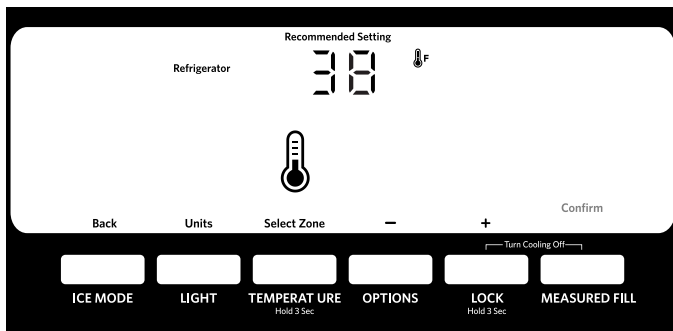 Recommended Setting
Refrigerator 38 F
Confirm
Back Units Select Zone – +
Turn Cooling Off
ICE MODE LIGHT TEMPERAT URE OPTIONS LOCK MEASURED FILL
Hold 3 Sec Hold 3 Sec